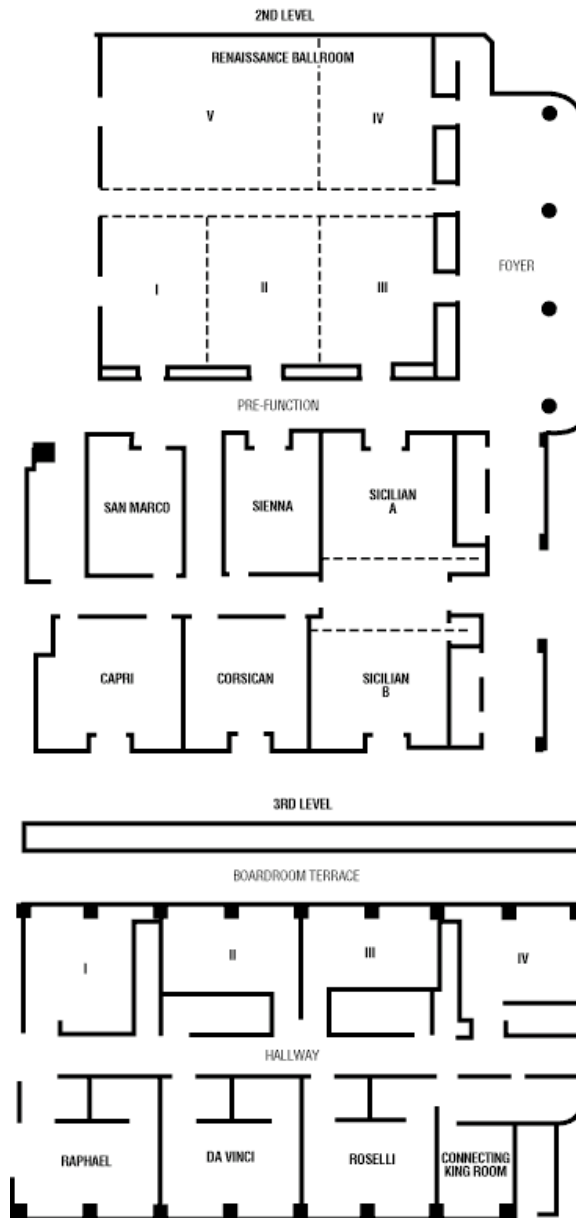 2ND LEVEL
RENAISSANCE BALLROOM
V
IV
FOYER
I
II
III
PRE-FUNCTION
SAN MARCO
SIENNA
SICILIAN
A
CAPRI
CORSICAN
SICILIAN
B
3RD LEVEL
BOARDROOM TERRACE
I
II
III
IV
HALLWAY
RAPHAEL
DA VINCI
ROSELLI
CONNECTING
KING ROOM